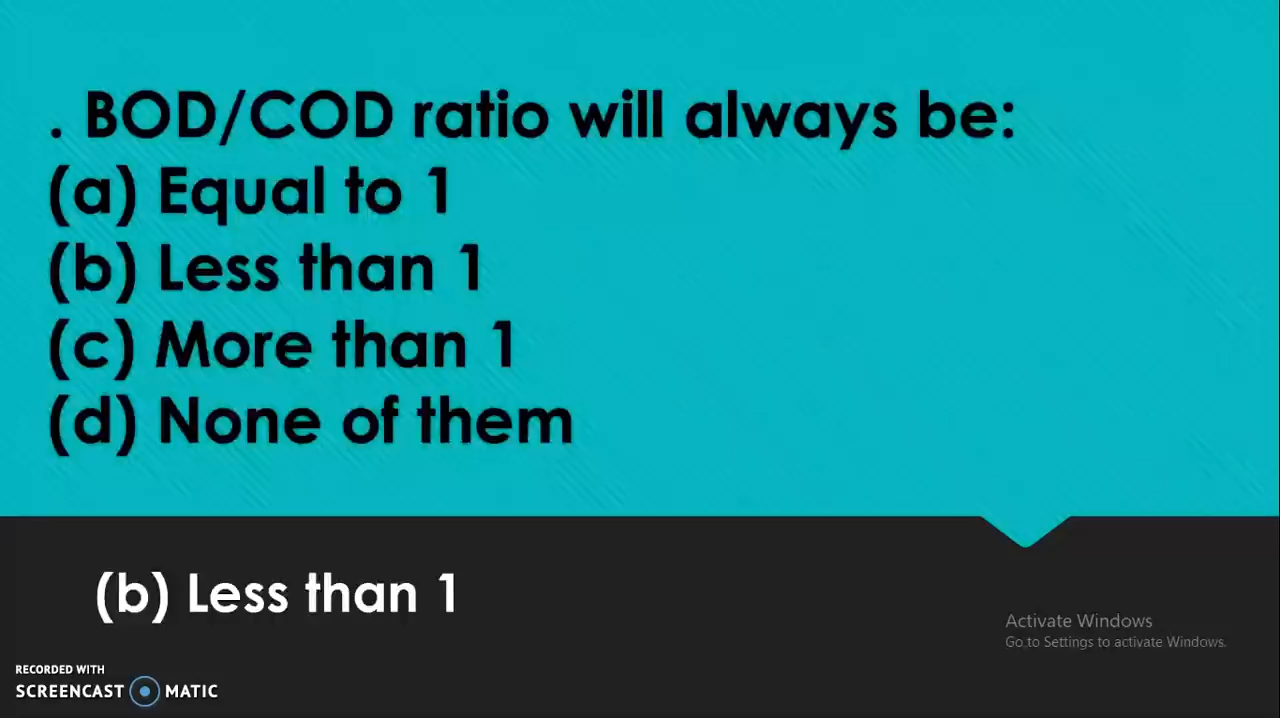 . BOD/COD ratio will always be:
(a) Equal to 1
(b) Less than 1
(c) More than 1
(d) None of them
(b) Less than 1
Activate Windows
Go to Settings to activate Windows.
RECORDED WITH
SCREENCAST MATIC